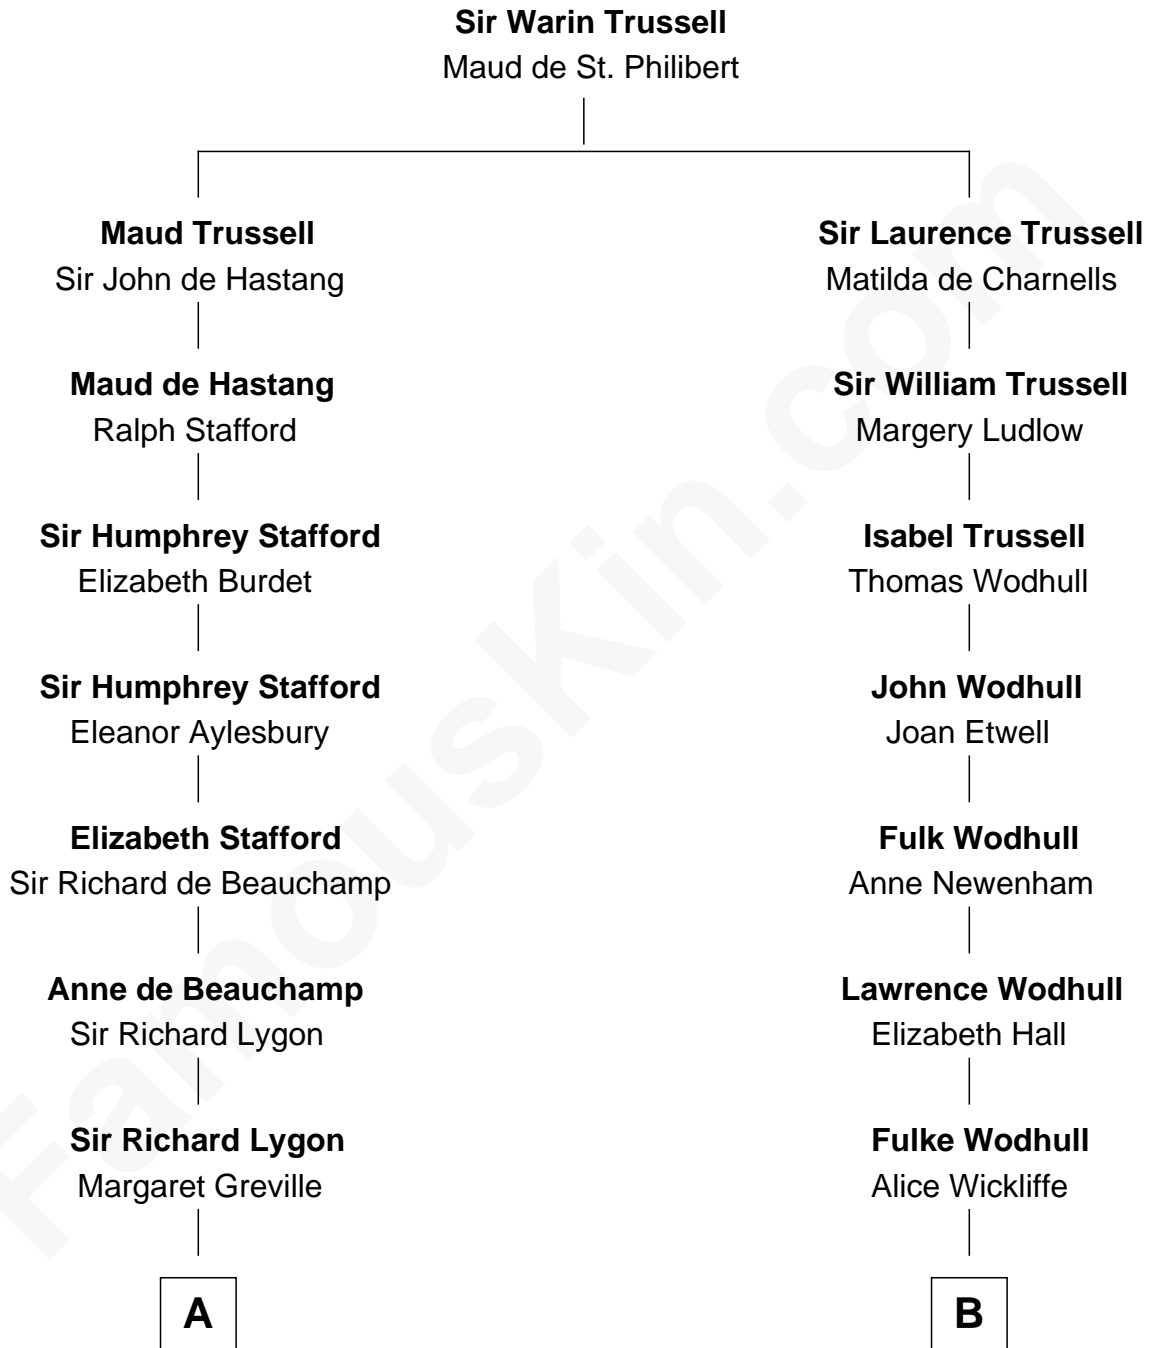 Sir Warin Trussell
Maud de St. Philibert
Maud Trussell
Sir John de Hastang
Maud de Hastang
Ralph Stafford
Sir Humphrey Stafford
Elizabeth Burdet
Sir Humphrey Stafford
Eleanor Aylesbury
Elizabeth Stafford
Sir Richard de Beauchamp
Anne de Beauchamp
Sir Richard Lygon
Sir Richard Lygon
Margaret Greville
A
Sir Laurence Trussell
Matilda de Charnells
Sir William Trussell
Margery Ludlow
Isabel Trussell
Thomas Wodhull
John Wodhull
Joan Etwell
Fulk Wodhull
Anne Newenham
Lawrence Wodhull
Elizabeth Hall
Fulke Wodhull
Alice Wickliffe
B
FamousKin.com